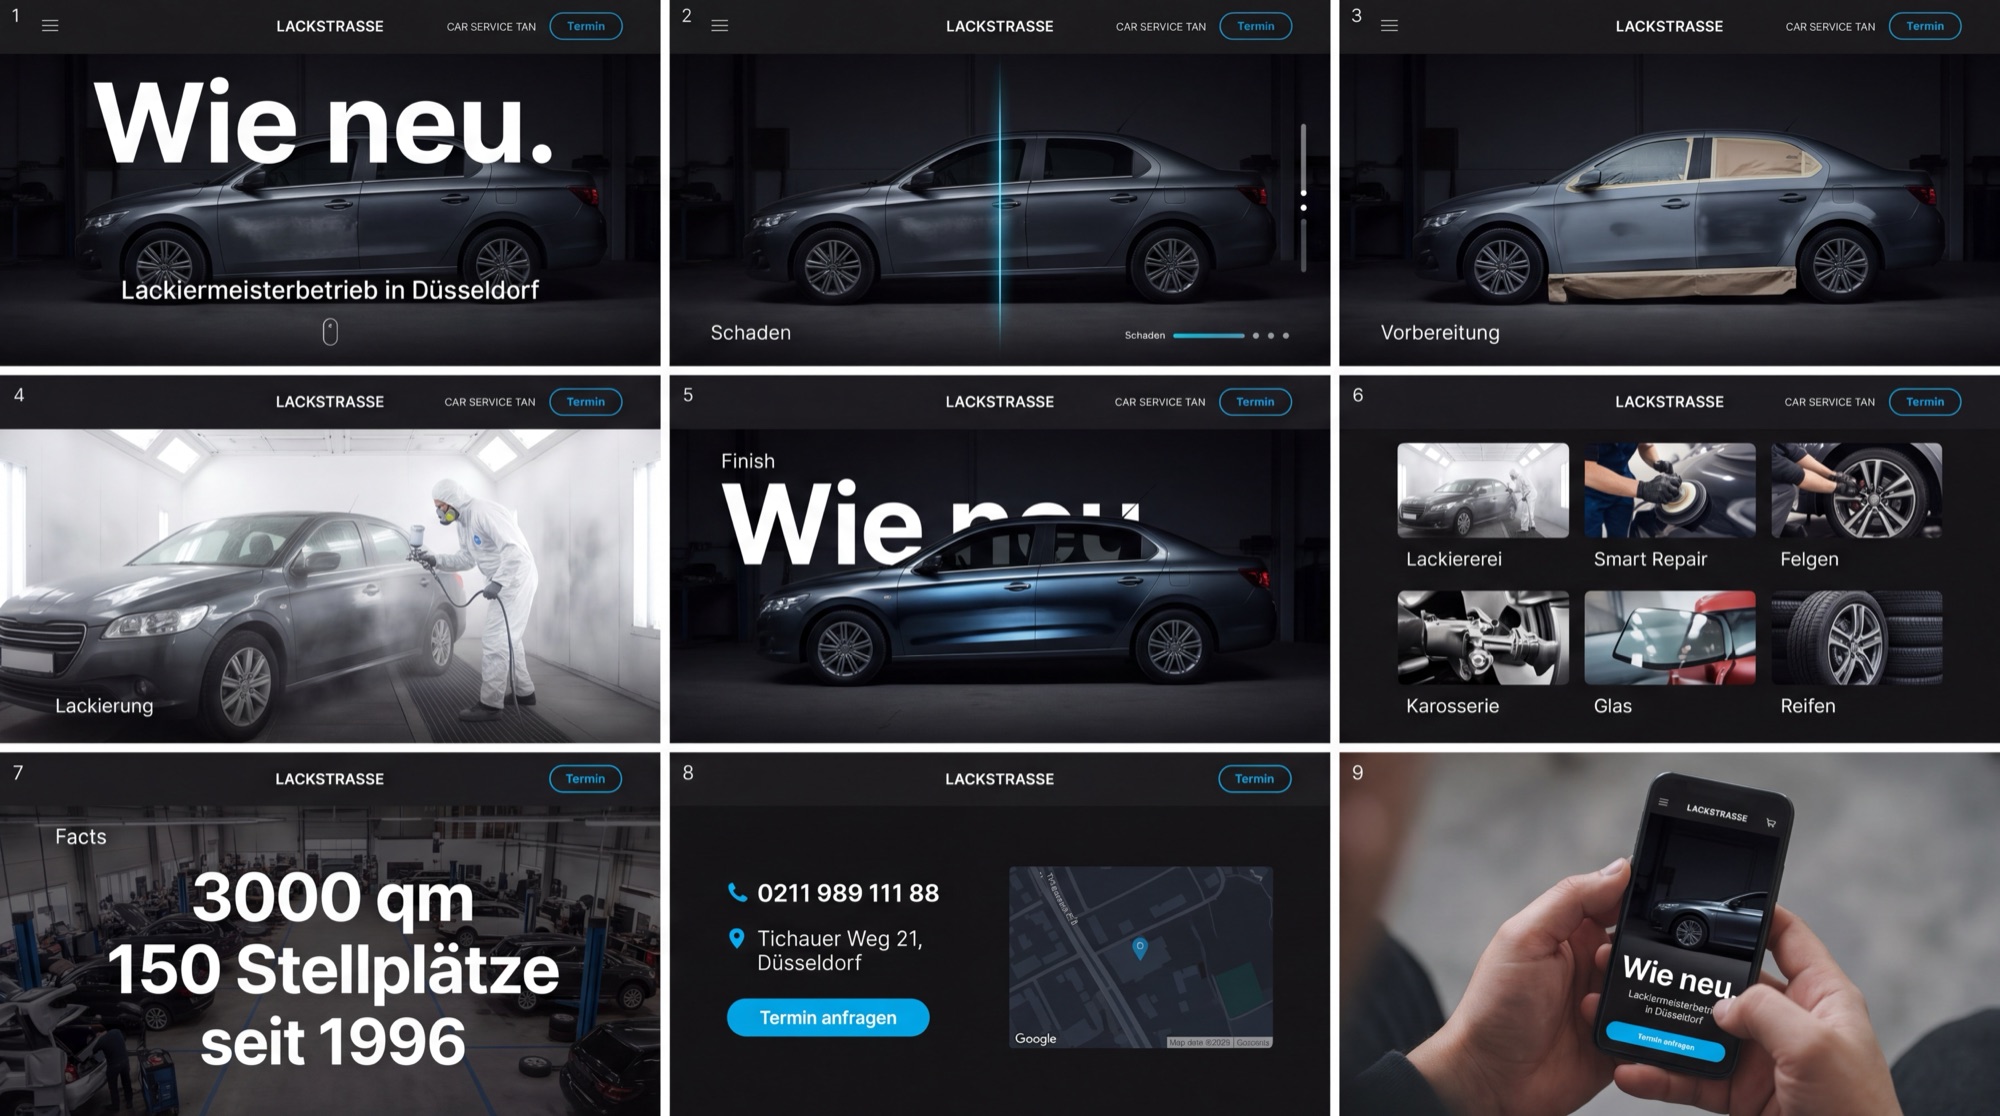 1
LACKSTRASSE
CAR SERVICE TAN
Termin
Wie neu.
Lackiermeisterbetrieb in Düsseldorf
2
LACKSTRASSE
CAR SERVICE TAN
Termin
Schaden
Schaden
3
LACKSTRASSE
CAR SERVICE TAN
Termin
Vorbereitung
4
LACKSTRASSE
CAR SERVICE TAN
Termin
Lackierung
5
LACKSTRASSE
CAR SERVICE TAN
Termin
Finish
Wie neu
6
LACKSTRASSE
CAR SERVICE TAN
Termin
Lackiererei
Smart Repair
Felgen
Karosserie
Glas
Reifen
7
LACKSTRASSE
Termin
Facts
3000 qm
150 Stellplätze
seit 1996
8
LACKSTRASSE
Termin
0211 989 111 88
Tichauer Weg 21,
Düsseldorf
Termin anfragen
Google
9
LACKSTRASSE
Wie neu.
Lackiermeisterbetri
in Düsseldorf
Termin anfragen